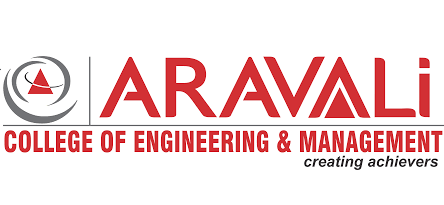 ARAVALi
COLLEGE OF ENGINEERING & MANAGEMENT
creating achievers